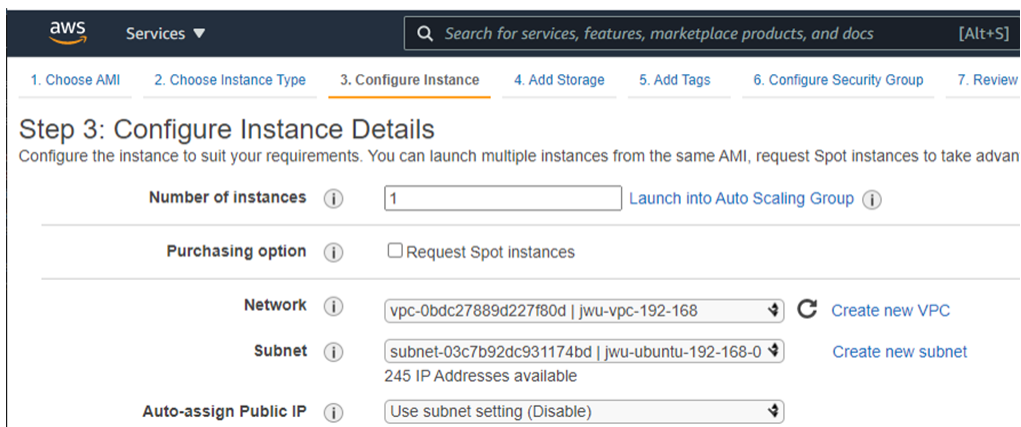 aws Services ▼ Search for services, features, marketplace products, and docs [Alt+S]
1. Choose AMI 2. Choose Instance Type 3. Configure Instance 4. Add Storage 5. Add Tags 6. Configure Security Group 7. Review
Step 3: Configure Instance Details
Configure the instance to suit your requirements. You can launch multiple instances from the same AMI, request Spot instances to take advan
Number of instances i 1 Launch into Auto Scaling Group i
Purchasing option i Request Spot instances
Network i vpc-0bdc27889d227f80d | jwu-vpc-192-168 Create new VPC
Subnet i subnet-03c7b92dc931174bd | jwu-ubuntu-192-168-0 Create new subnet
245 IP Addresses available
Auto-assign Public IP i Use subnet setting (Disable)